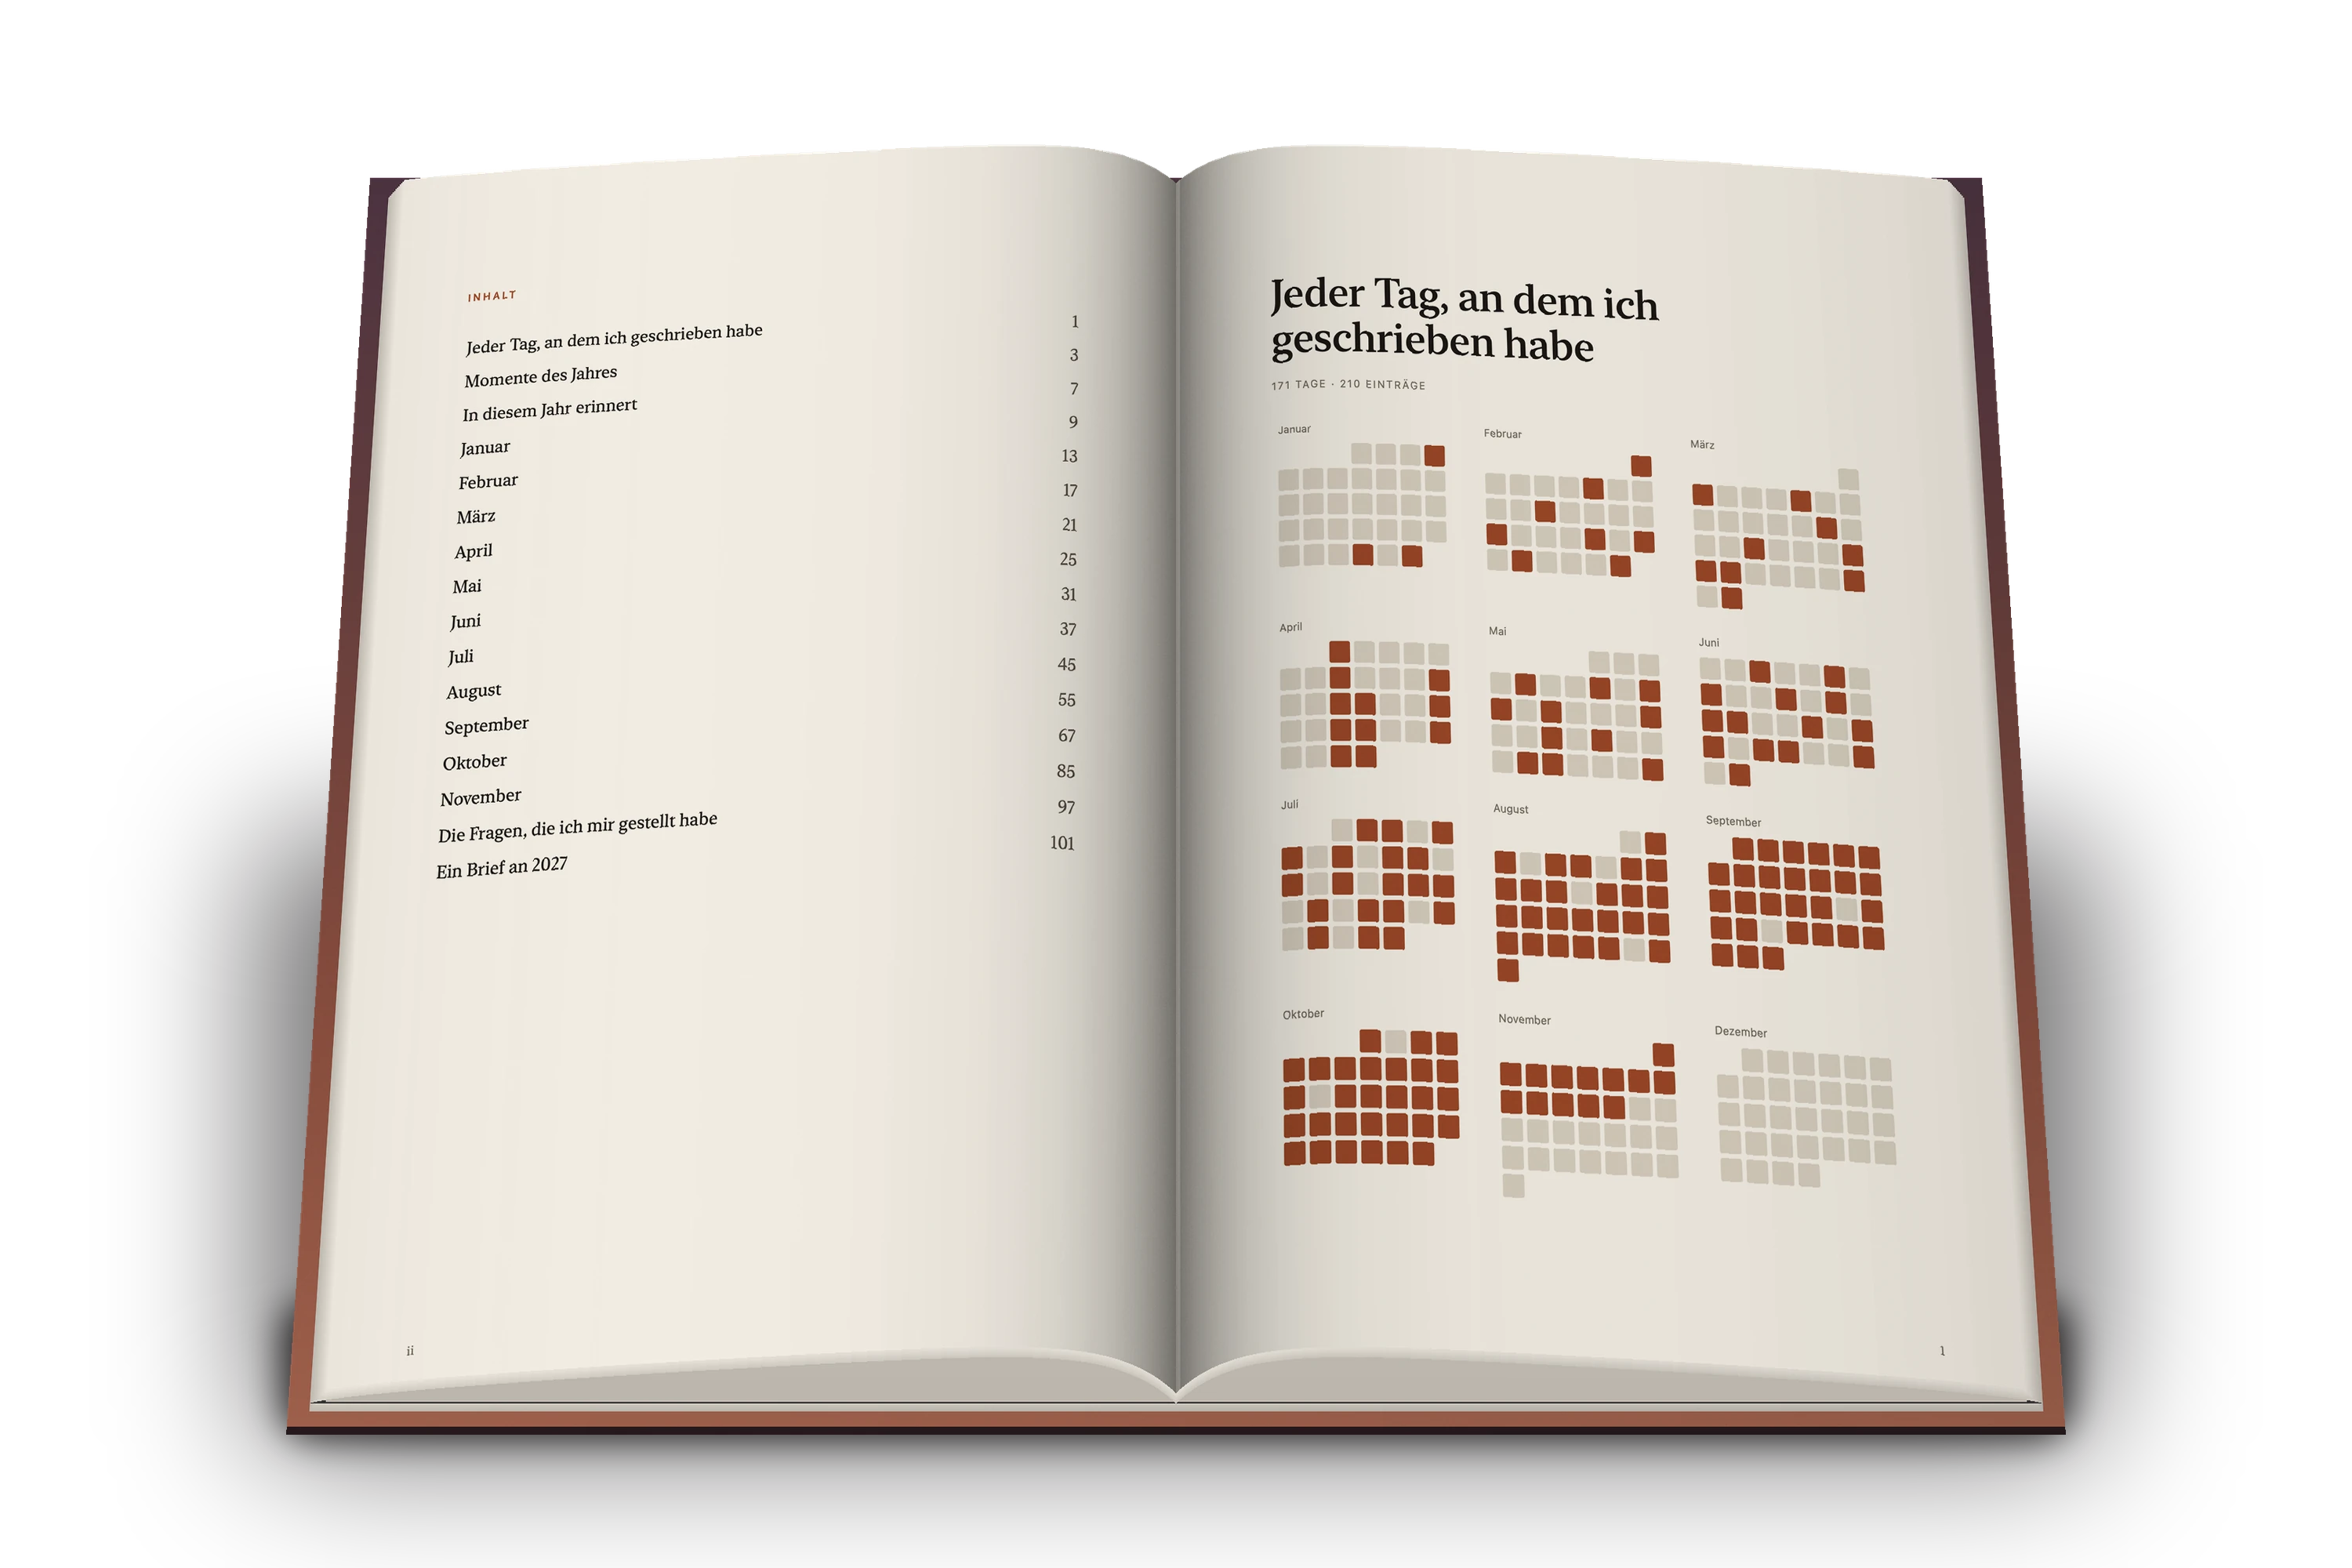 INHALT
Jeder Tag, an dem ich geschrieben habe 1
Momente des Jahres 3
In diesem Jahr erinnert 7
Januar 9
Februar 13
März 17
April 21
Mai 25
Juni 31
Juli 37
August 45
September 55
Oktober 67
November 85
Die Fragen, die ich mir gestellt habe 97
Ein Brief an 2027 101
ii
Jeder Tag, an dem ich
geschrieben habe
171 TAGE · 210 EINTRÄGE
Januar Februar März
April Mai Juni
Juli August September
Oktober November Dezember
1